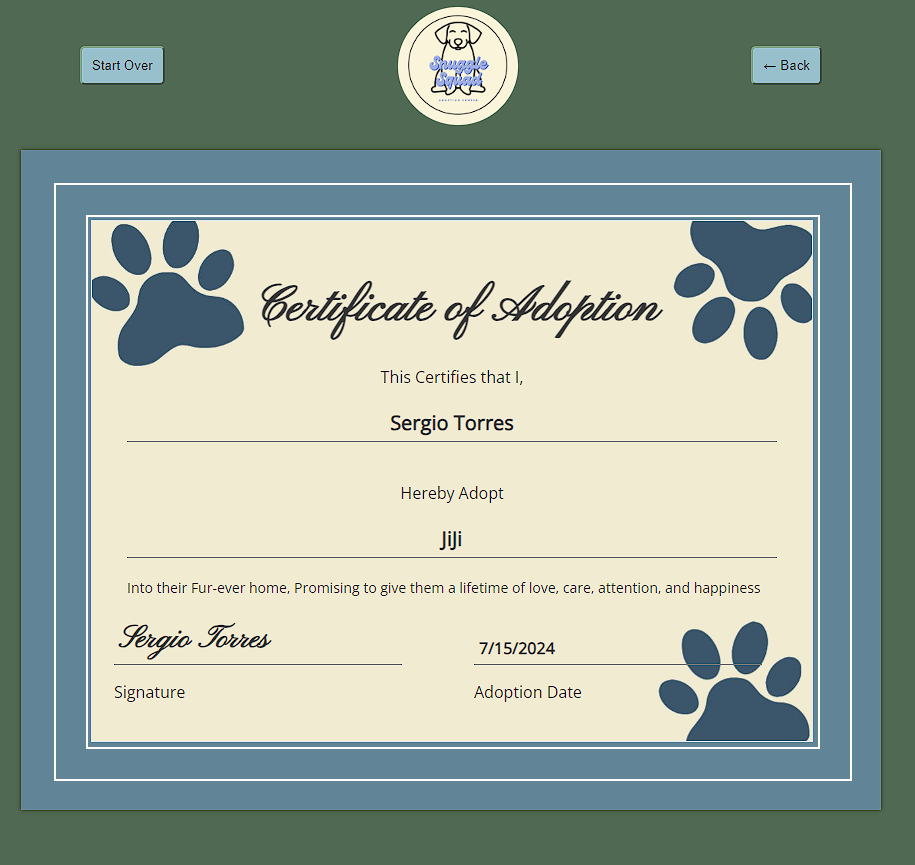 Start Over
Snuggle
Squad
ADOPTION CENTER
← Back
Certificate of Adoption
This Certifies that I,
Sergio Torres
Hereby Adopt
JiJi
Into their Fur-ever home, Promising to give them a lifetime of love, care, attention, and happiness
Sergio Torres
7/15/2024
Signature
Adoption Date